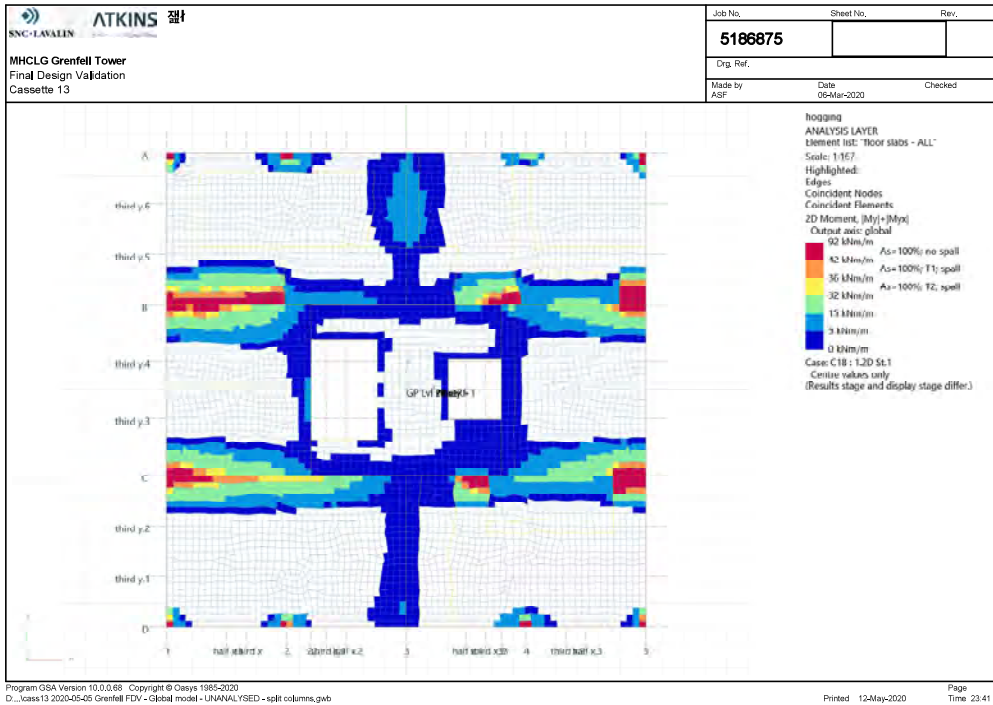 SNC·LAVALIN ATKINS
Job No.
Sheet No.
Rev.
5186875
MHCLG Grenfell Tower
Final Design Validation
Cassette 13
Drg. Ref.
Made by
ASF
Date
06-Mar-2020
Checked
hogging
ANALYSIS LAYER
Element list: "floor slabs - ALL"
Scale: 1:167
Highlighted:
Edges
Coincident Nodes
Coincident Elements
2D Moment, |My|+|Myx|
Output axis: global
92 kNm/m
As=100%; no spall
42 kNm/m
As=100%; T1; spall
36 kNm/m
As=100%; T2; spall
32 kNm/m
15 kNm/m
5 kNm/m
0 kNm/m
Case: C18 : 1.2D St.1
Centre values only
(Results stage and display stage differ.)
A
third y.6
third y.5
B
third y.4
GP Lvl
third y.3
C
third y.2
third y.1
D
1
2
3
4
third half x.3
5
Program GSA Version 10.0.0.68 Copyright © Oasys 1985-2020
D:...\cass13 2020-05-05 Grenfell FDV - Global model - UNANALYSED - split columns.gwb
Printed 12-May-2020
Page
Time 23:41